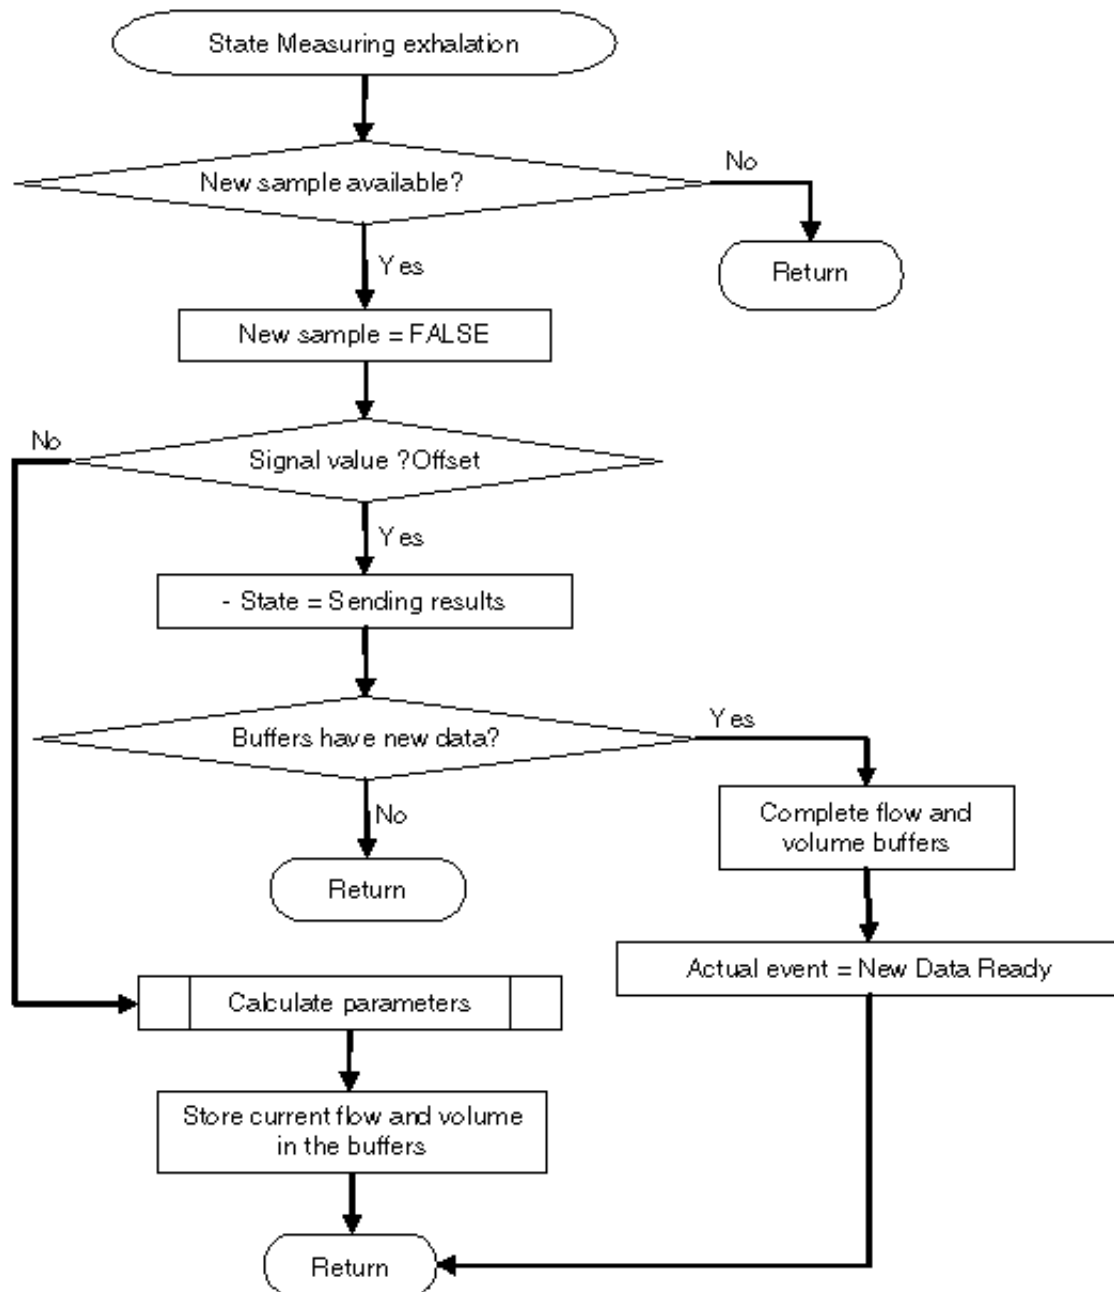 State Measuring exhalation
New sample available?
No
Return
Yes
New sample = FALSE
No
Signal value ?Offset
Yes
- State = Sending results
Buffers have new data?
Yes
No
Complete flow and
volume buffers
Return
Actual event = New Data Ready
Calculate parameters
Store current flow and volume
in the buffers
Return